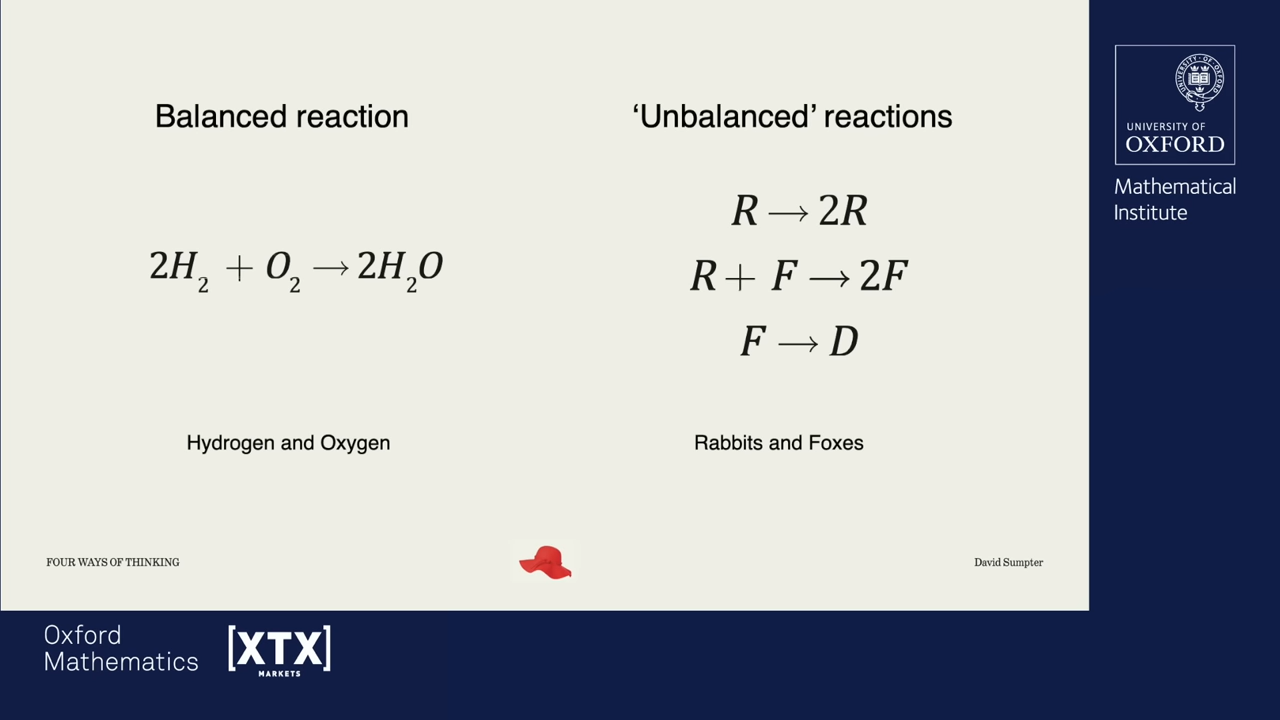 Balanced reaction
2H₂ + O₂ → 2H₂O
Hydrogen and Oxygen
‘Unbalanced’ reactions
R → 2R
R + F → 2F
F → D
Rabbits and Foxes
FOUR WAYS OF THINKING
David Sumpter
UNIVERSITY OF
OXFORD
Mathematical
Institute
Oxford
Mathematics
[XTX]
MARKETS